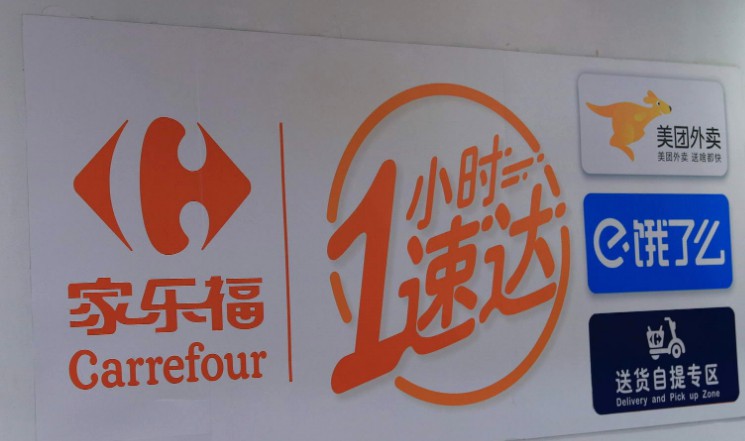 家乐福
Carrefour
1小时
速达
美团外卖
美团外卖 送啥都快
e·饿了么
送货自提专区
Delivery and Pick up Zone